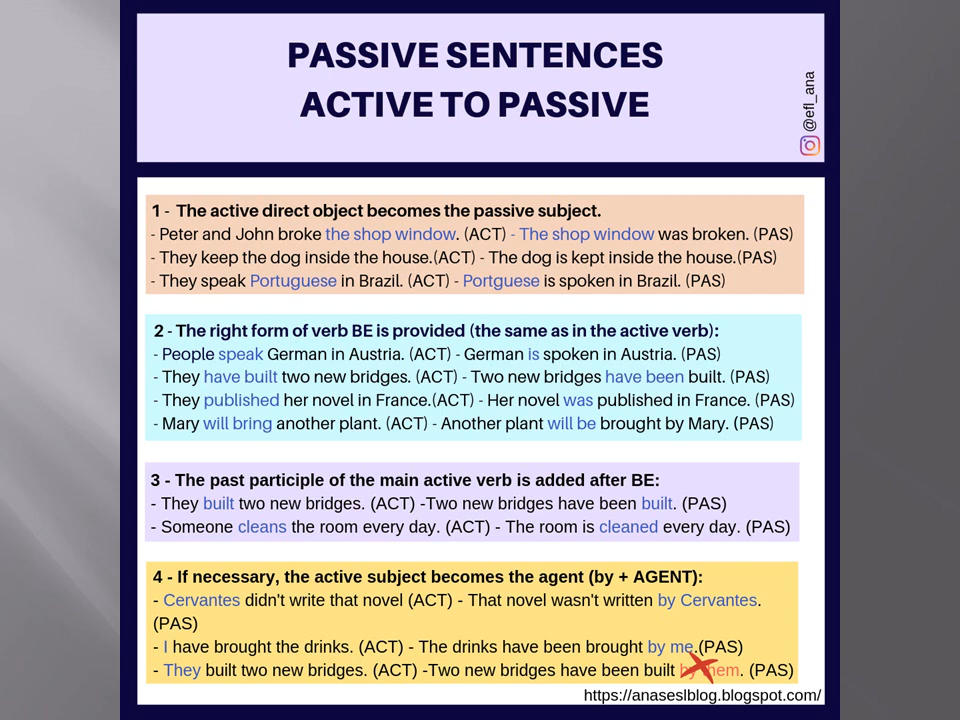 PASSIVE SENTENCES
ACTIVE TO PASSIVE
@efl_ana
1 - The active direct object becomes the passive subject.
- Peter and John broke the shop window. (ACT) - The shop window was broken. (PAS)
- They keep the dog inside the house.(ACT) - The dog is kept inside the house.(PAS)
- They speak Portuguese in Brazil. (ACT) - Portguese is spoken in Brazil. (PAS)
2 - The right form of verb BE is provided (the same as in the active verb):
- People speak German in Austria. (ACT) - German is spoken in Austria. (PAS)
- They have built two new bridges. (ACT) - Two new bridges have been built. (PAS)
- They published her novel in France.(ACT) - Her novel was published in France. (PAS)
- Mary will bring another plant. (ACT) - Another plant will be brought by Mary. (PAS)
3 - The past participle of the main active verb is added after BE:
- They built two new bridges. (ACT) -Two new bridges have been built. (PAS)
- Someone cleans the room every day. (ACT) - The room is cleaned every day. (PAS)
4 - If necessary, the active subject becomes the agent (by + AGENT):
- Cervantes didn't write that novel (ACT) - That novel wasn't written by Cervantes.
(PAS)
- I have brought the drinks. (ACT) - The drinks have been brought by me.(PAS)
- They built two new bridges. (ACT) -Two new bridges have been built by them. (PAS)
https://anaseslblog.blogspot.com/